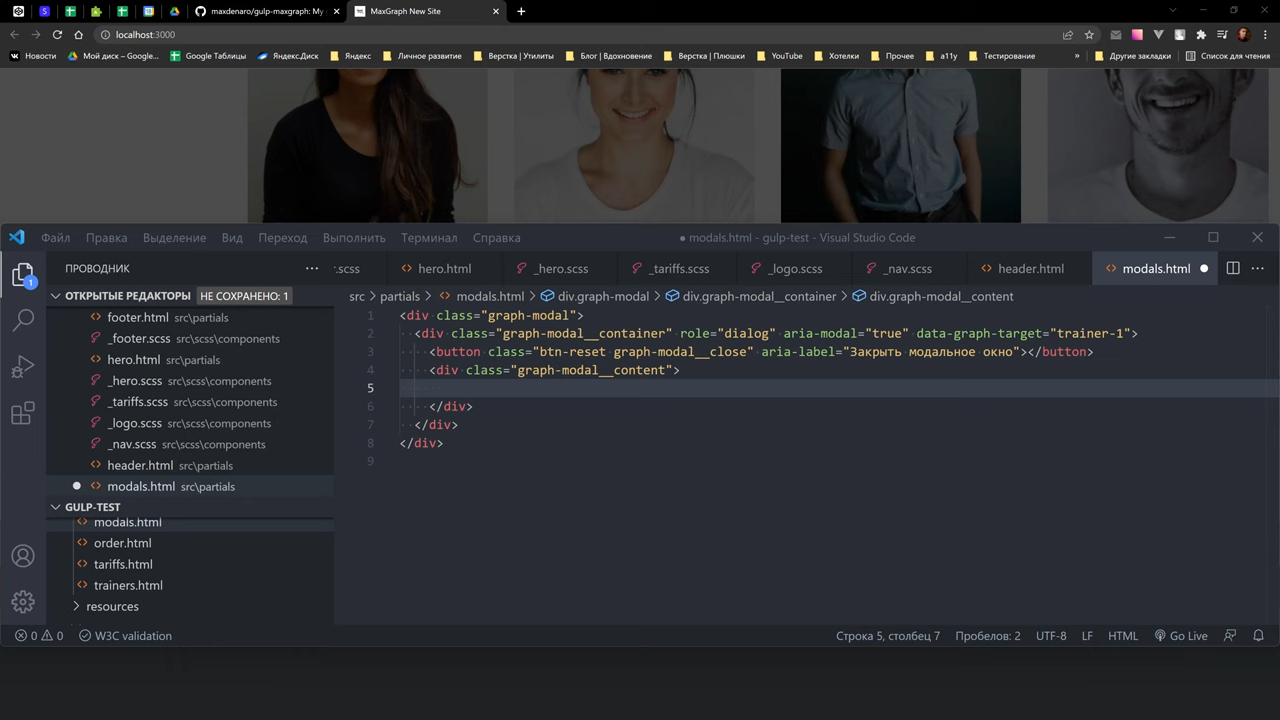 maxdenaro/gulp-maxgraph: My
MaxGraph New Site
localhost:3000
Новости
Мой диск – Google...
Google Таблицы
Яндекс.Диск
Яндекс
Личное развитие
Верстка | Утилиты
Блог | Вдохновение
Верстка | Плюшки
YouTube
Хотелки
Прочее
a11y
Тестирование
»
Другие закладки
Список для чтения
Файл Правка Выделение Вид Переход Выполнить Терминал Справка
● modals.html - gulp-test - Visual Studio Code
ПРОВОДНИК
r.scss
hero.html
_hero.scss
_tariffs.scss
_logo.scss
_nav.scss
header.html
modals.html
ОТКРЫТЫЕ РЕДАКТОРЫ НЕ СОХРАНЕНО: 1
footer.html src\partials
_footer.scss src\scss\components
hero.html src\partials
_hero.scss src\scss\components
_tariffs.scss src\scss\components
_logo.scss src\scss\components
_nav.scss src\scss\components
header.html src\partials
modals.html src\partials
GULP-TEST
modals.html
order.html
tariffs.html
trainers.html
resources
1
src > partials > modals.html > div.graph-modal > div.graph-modal__container > div.graph-modal__content
1 <div class="graph-modal">
2 <div class="graph-modal__container" role="dialog" aria-modal="true" data-graph-target="trainer-1">
3 <button class="btn-reset graph-modal__close" aria-label="Закрыть модальное окно"></button>
4 <div class="graph-modal__content">
5
6 </div>
7 </div>
8 </div>
9
0 0 W3C validation
Строка 5, столбец 7 Пробелов: 2 UTF-8 LF HTML Go Live